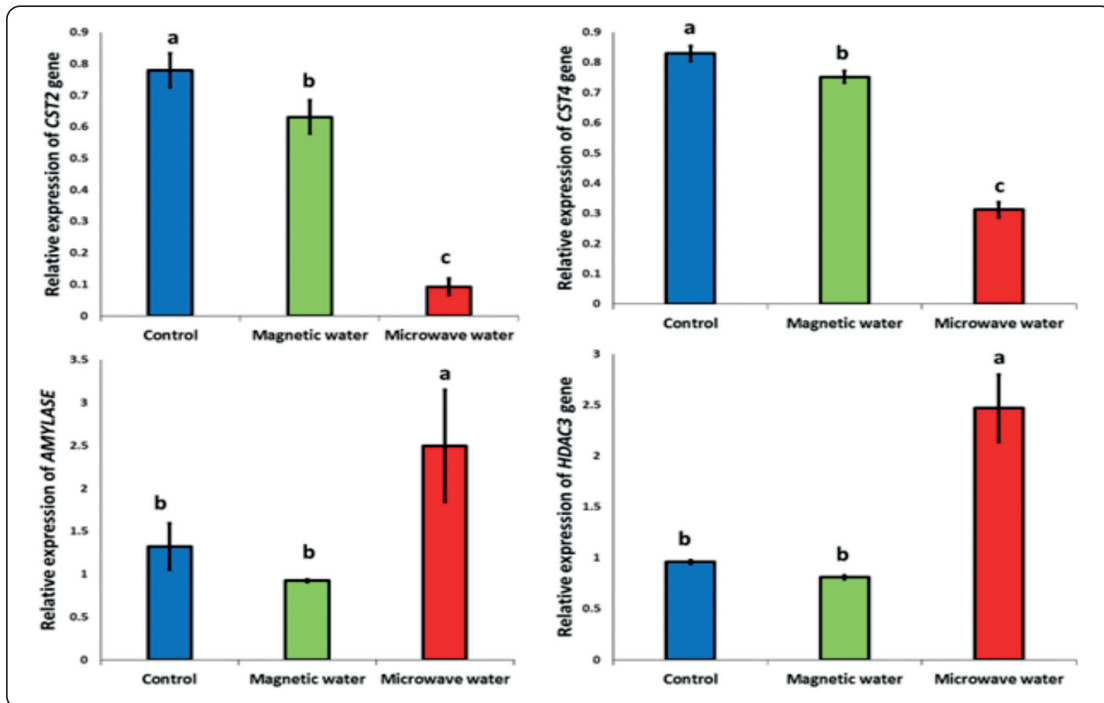 Relative expression of CST2 gene
0.9
0.8
0.7
0.6
0.5
0.4
0.3
0.2
0.1
0
a
b
c
Control Magnetic water Microwave water
Relative expression of CST4 gene
0.9
0.8
0.7
0.6
0.5
0.4
0.3
0.2
0.1
0
a
b
c
Control Magnetic water Microwave water
Relative expression of AMYLASE
3.5
3
2.5
2
1.5
1
0.5
0
b
b
a
Control Magnetic water Microwave water
Relative expression of HDAC3 gene
3
2.5
2
1.5
1
0.5
0
b
b
a
Control Magnetic water Microwave water